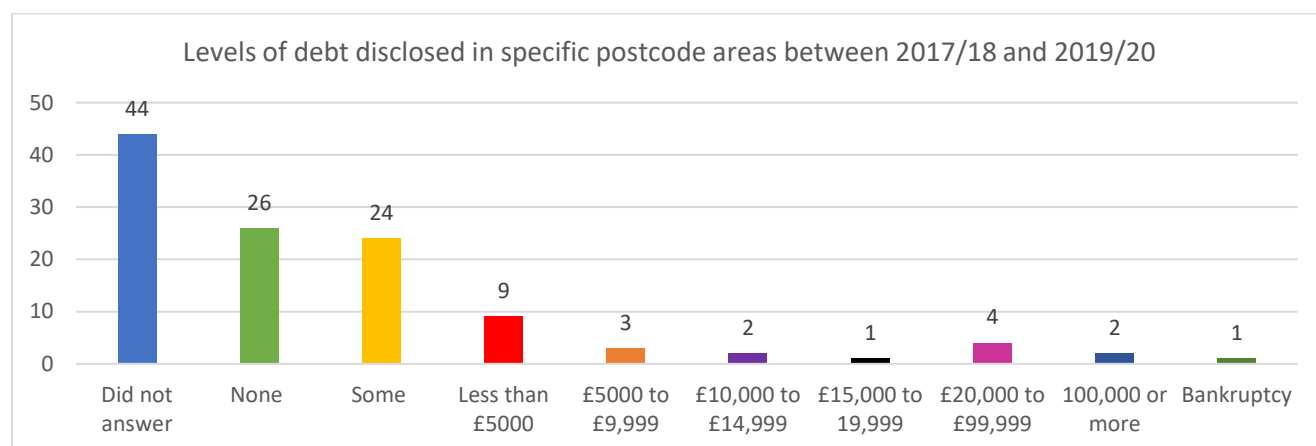 Levels of debt disclosed in specific postcode areas between 2017/18 and 2019/20
50
40
30
20
10
0
44
26
24
9
3
2
1
4
2
1
Did not
answer
None
Some
Less than
£5000
£5000 to
£9,999
£10,000 to
£14,999
£15,000 to
19,999
£20,000 to
£99,999
100,000 or
more
Bankruptcy